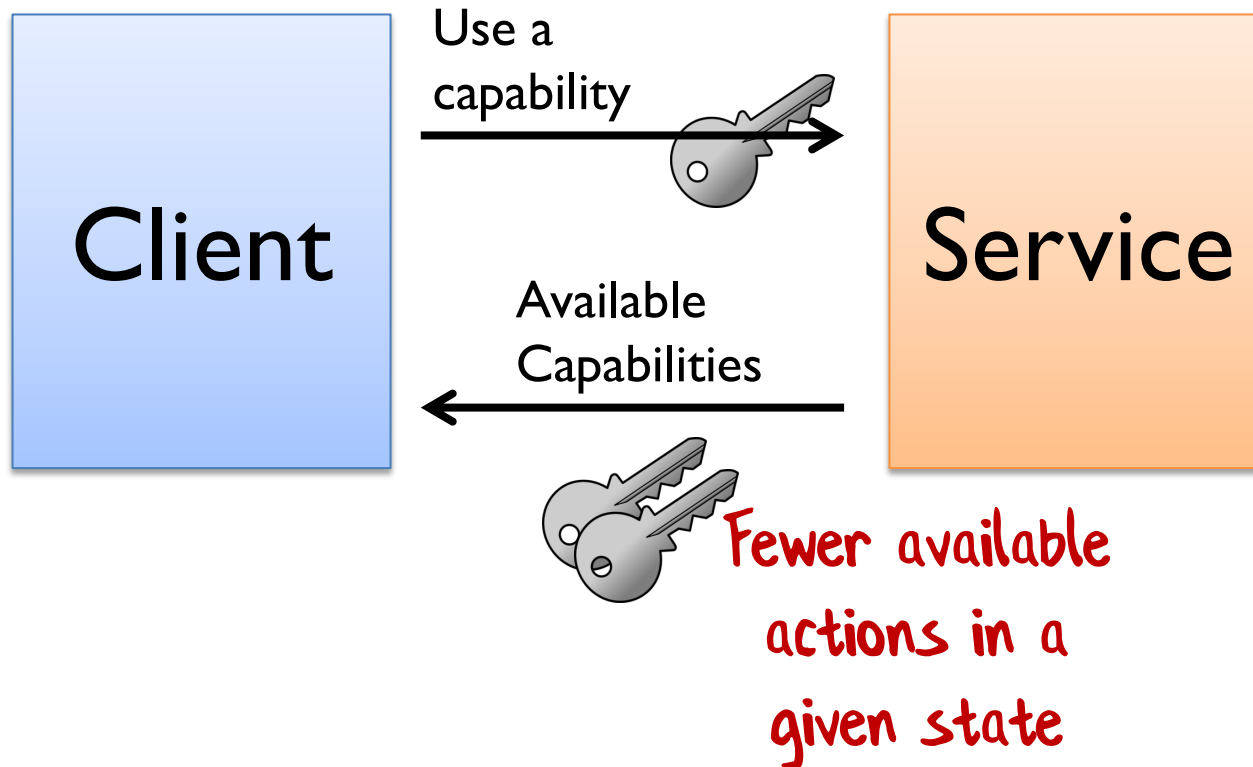 Use a
capability
Client
Service
Available
Capabilities
Fewer available
actions in a
given state